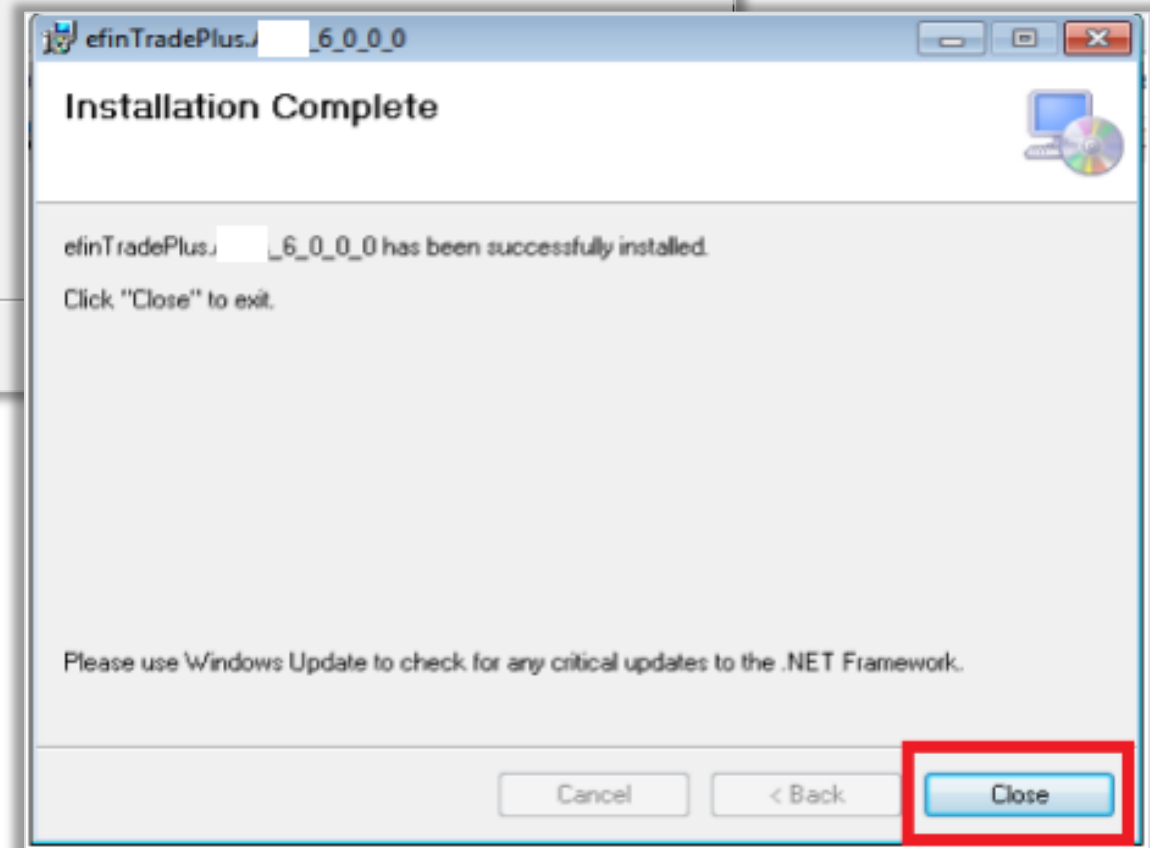 efinTradePlus. _6_0_0_0
Installation Complete
efinTradePlus. _6_0_0_0 has been successfully installed.
Click "Close" to exit.
Please use Windows Update to check for any critical updates to the .NET Framework.
Cancel < Back Close